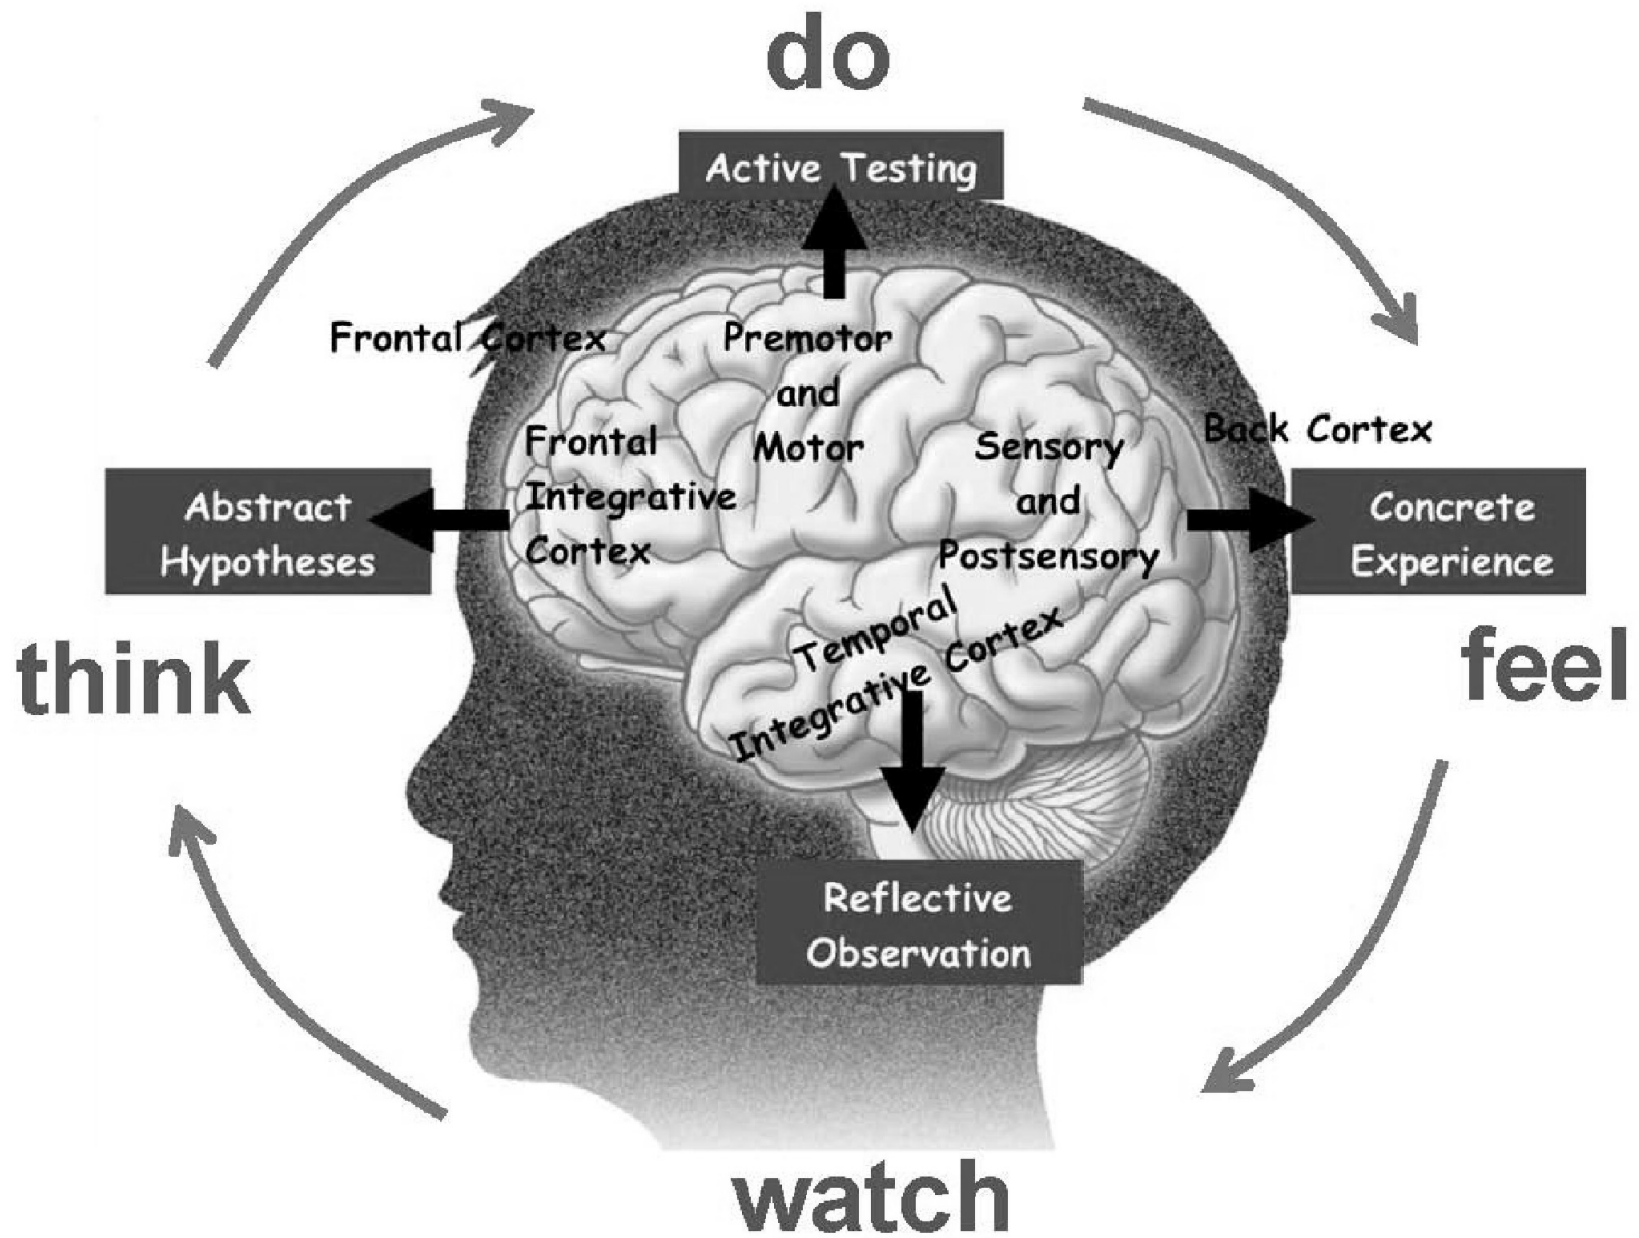 do
Active Testing
Frontal Cortex
Premotor
and
Motor
Frontal
Integrative
Cortex
Sensory
and
Postsensory
Back Cortex
Abstract
Hypotheses
Concrete
Experience
think
feel
Temporal
Integrative Cortex
Reflective
Observation
watch